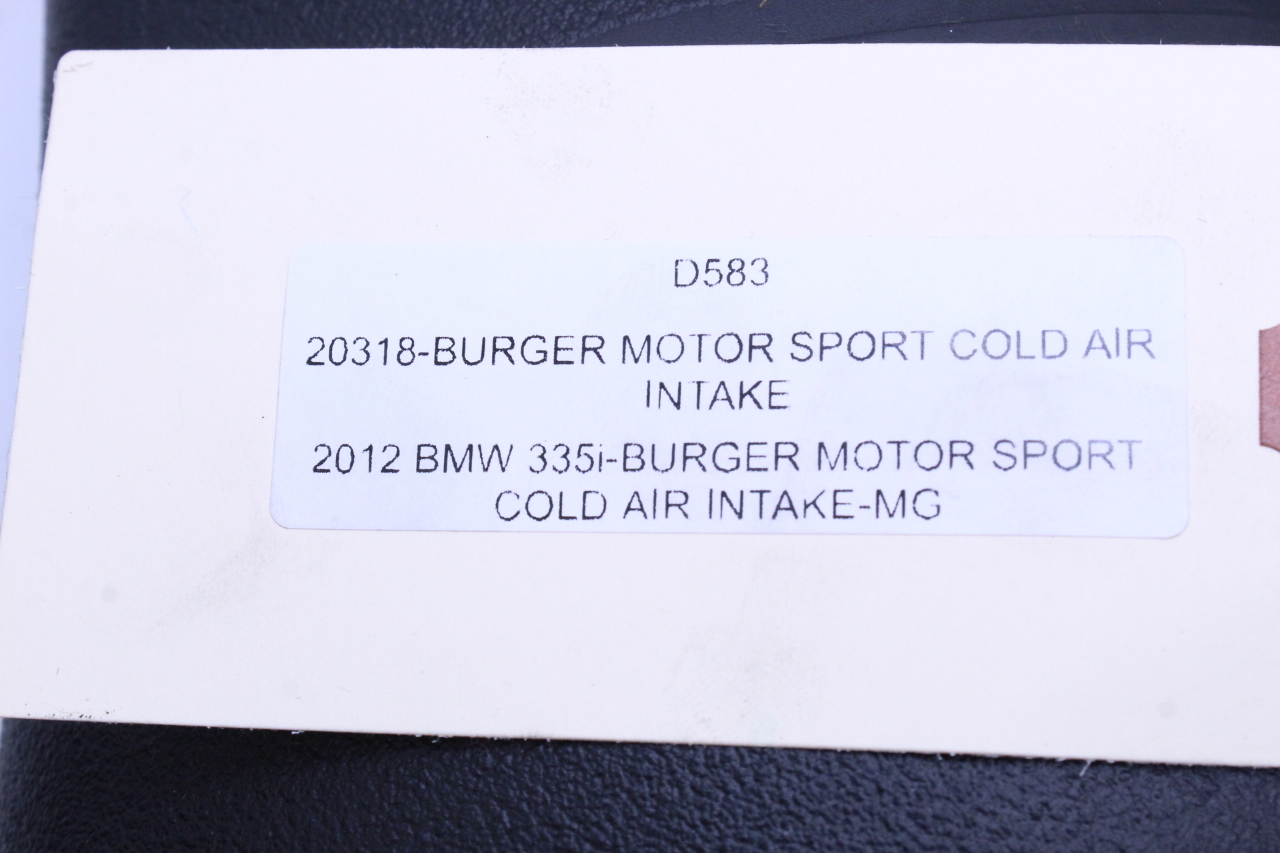 D583
20318-BURGER MOTOR SPORT COLD AIR
INTAKE
2012 BMW 335i-BURGER MOTOR SPORT
COLD AIR INTAKE-MG